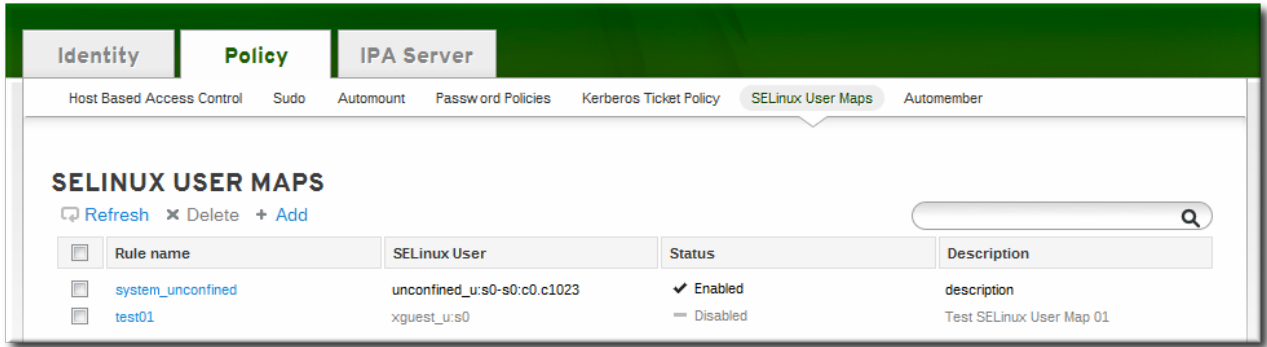 Identity Policy IPA Server
Host Based Access Control Sudo Automount Password Policies Kerberos Ticket Policy SELinux User Maps Automember
SELINUX USER MAPS
Refresh Delete + Add
Rule name SELinux User Status Description
system_unconfined unconfined_u:s0-s0:c0.c1023 Enabled description
test01 xguest_u:s0 Disabled Test SELinux User Map 01